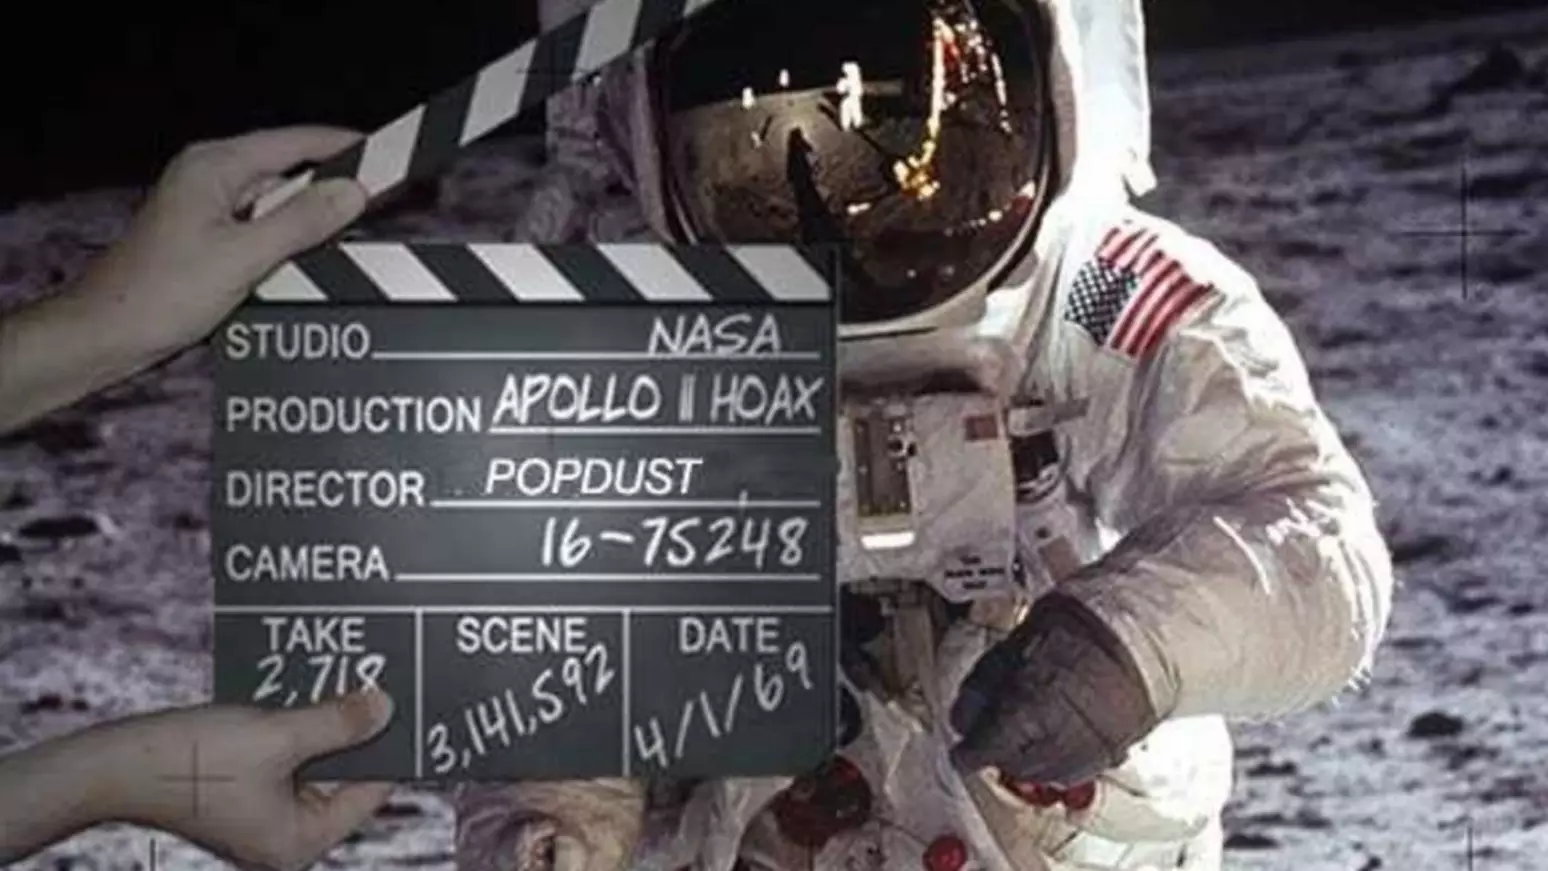 STUDIO NASA
PRODUCTION APOLLO 11 HOAX
DIRECTOR POPDUST
CAMERA 16-75248
TAKE SCENE DATE
2,718 3,141,592 4/1/69